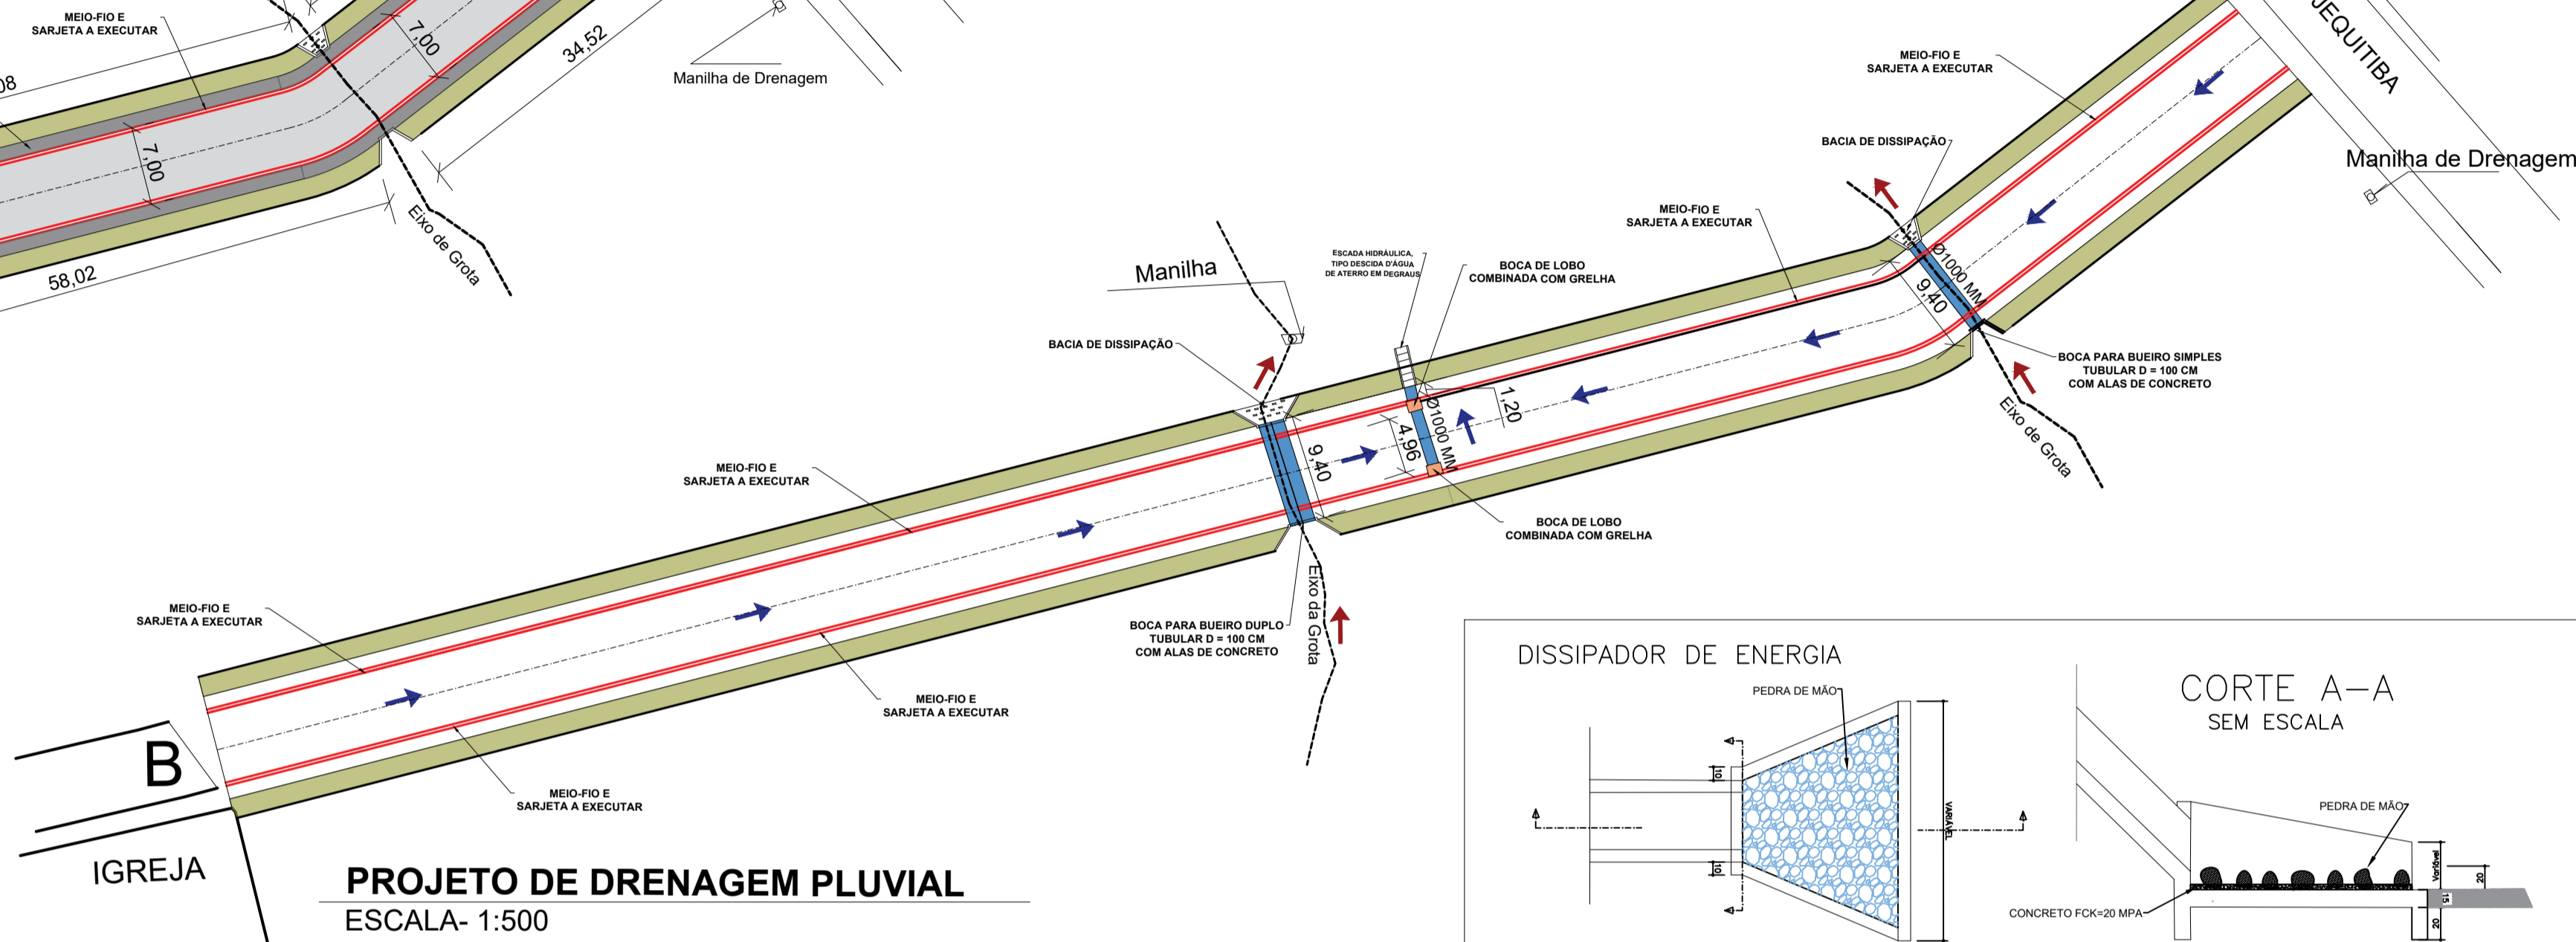 MEIO-FIO E
SARJETA A EXECUTAR
08
7,00
7,00
34,52
58,02
Manilha de Drenagem
Eixo de Grota
MEIO-FIO E
SARJETA A EXECUTAR
JEQUITIBA
Manilha de Drenagem
BACIA DE DISSIPAÇÃO
MEIO-FIO E
SARJETA A EXECUTAR
Ø1000 MM
9,40
BOCA PARA BUEIRO SIMPLES
TUBULAR D = 100 CM
COM ALAS DE CONCRETO
Eixo de Grota
ESCADA HIDRÁULICA,
TIPO DESCIDA D'ÁGUA
DE ATERRO EM DEGRAUS
BOCA DE LOBO
COMBINADA COM GRELHA
Manilha
BACIA DE DISSIPAÇÃO
1,20
Ø1000 MM
4,96
9,40
BOCA DE LOBO
COMBINADA COM GRELHA
MEIO-FIO E
SARJETA A EXECUTAR
Eixo da Grota
BOCA PARA BUEIRO DUPLO
TUBULAR D = 100 CM
COM ALAS DE CONCRETO
MEIO-FIO E
SARJETA A EXECUTAR
MEIO-FIO E
SARJETA A EXECUTAR
MEIO-FIO E
SARJETA A EXECUTAR
B
IGREJA
PROJETO DE DRENAGEM PLUVIAL
ESCALA- 1:500
DISSIPADOR DE ENERGIA
PEDRA DE MÃO
10
10
VARIÁVEL
CORTE A-A
SEM ESCALA
PEDRA DE MÃO
CONCRETO FCK=20 MPA
Variável
20
15
20